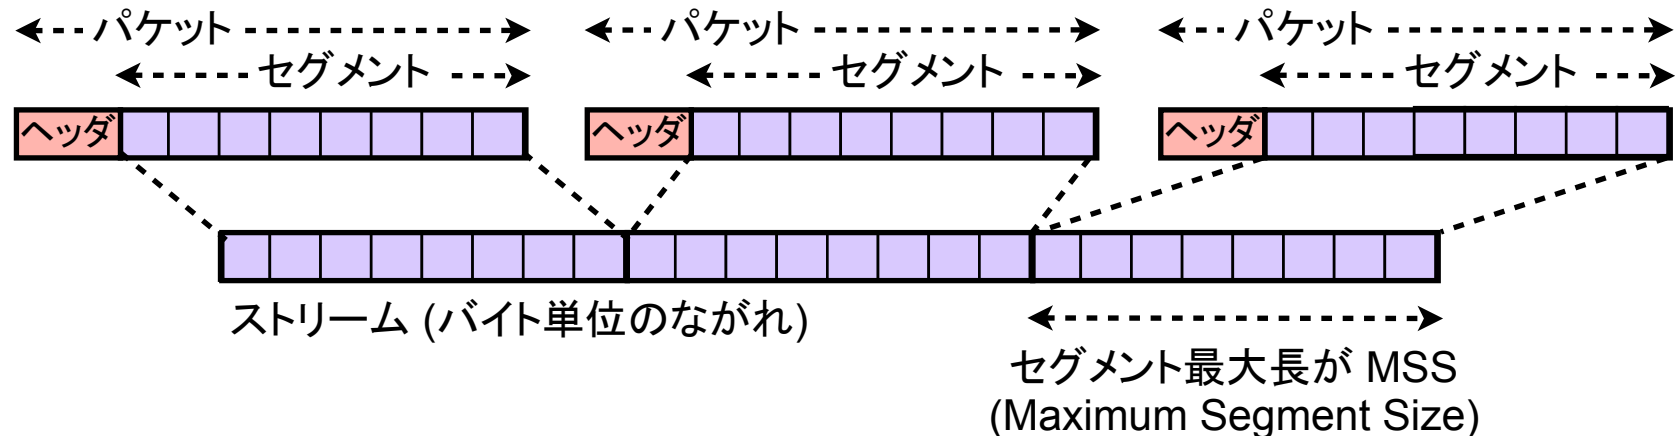 パケット パケット パケット
セグメント セグメント セグメント
ヘッダ ヘッダ ヘッダ
ストリーム (バイト単位のながれ)
セグメント最大長が MSS
(Maximum Segment Size)